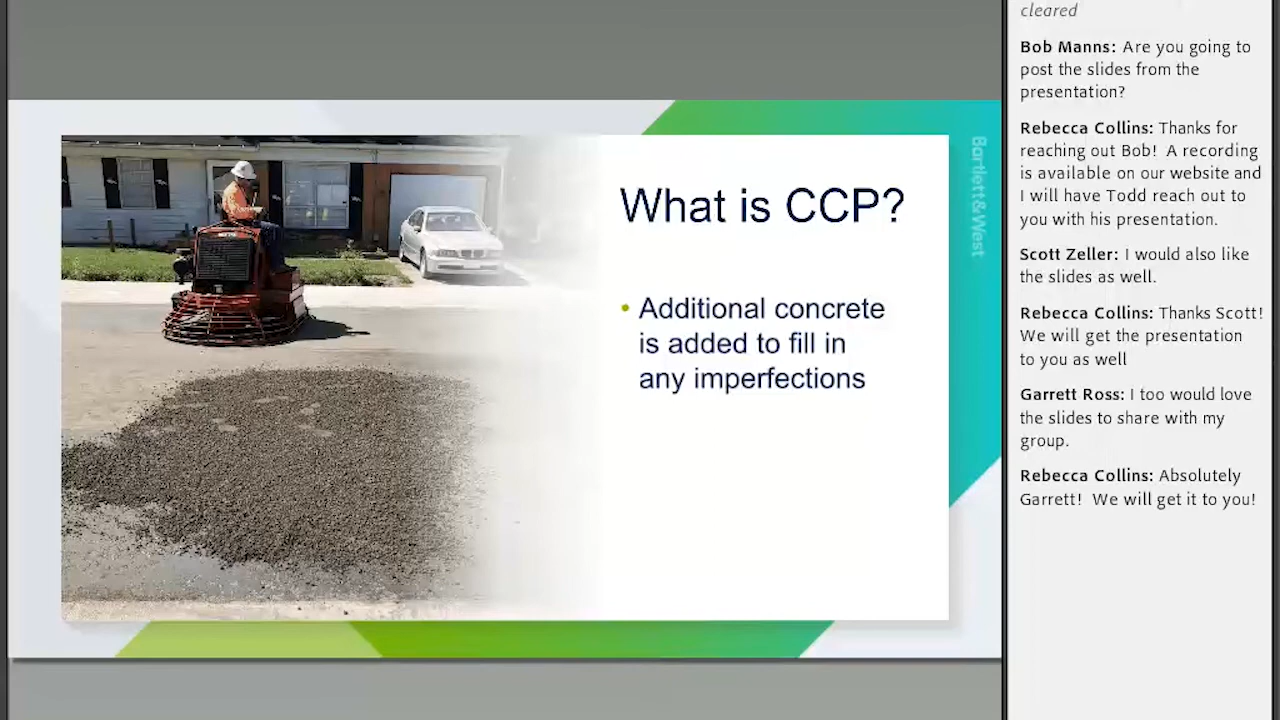 What is CCP?
• Additional concrete
is added to fill in
any imperfections
Bartlett&West
cleared
Bob Manns: Are you going to
post the slides from the
presentation?
Rebecca Collins: Thanks for
reaching out Bob!  A recording
is available on our website and
I will have Todd reach out to
you with his presentation.
Scott Zeller: I would also like
the slides as well.
Rebecca Collins: Thanks Scott!
We will get the presentation
to you as well
Garrett Ross: I too would love
the slides to share with my
group.
Rebecca Collins: Absolutely
Garrett!  We will get it to you!